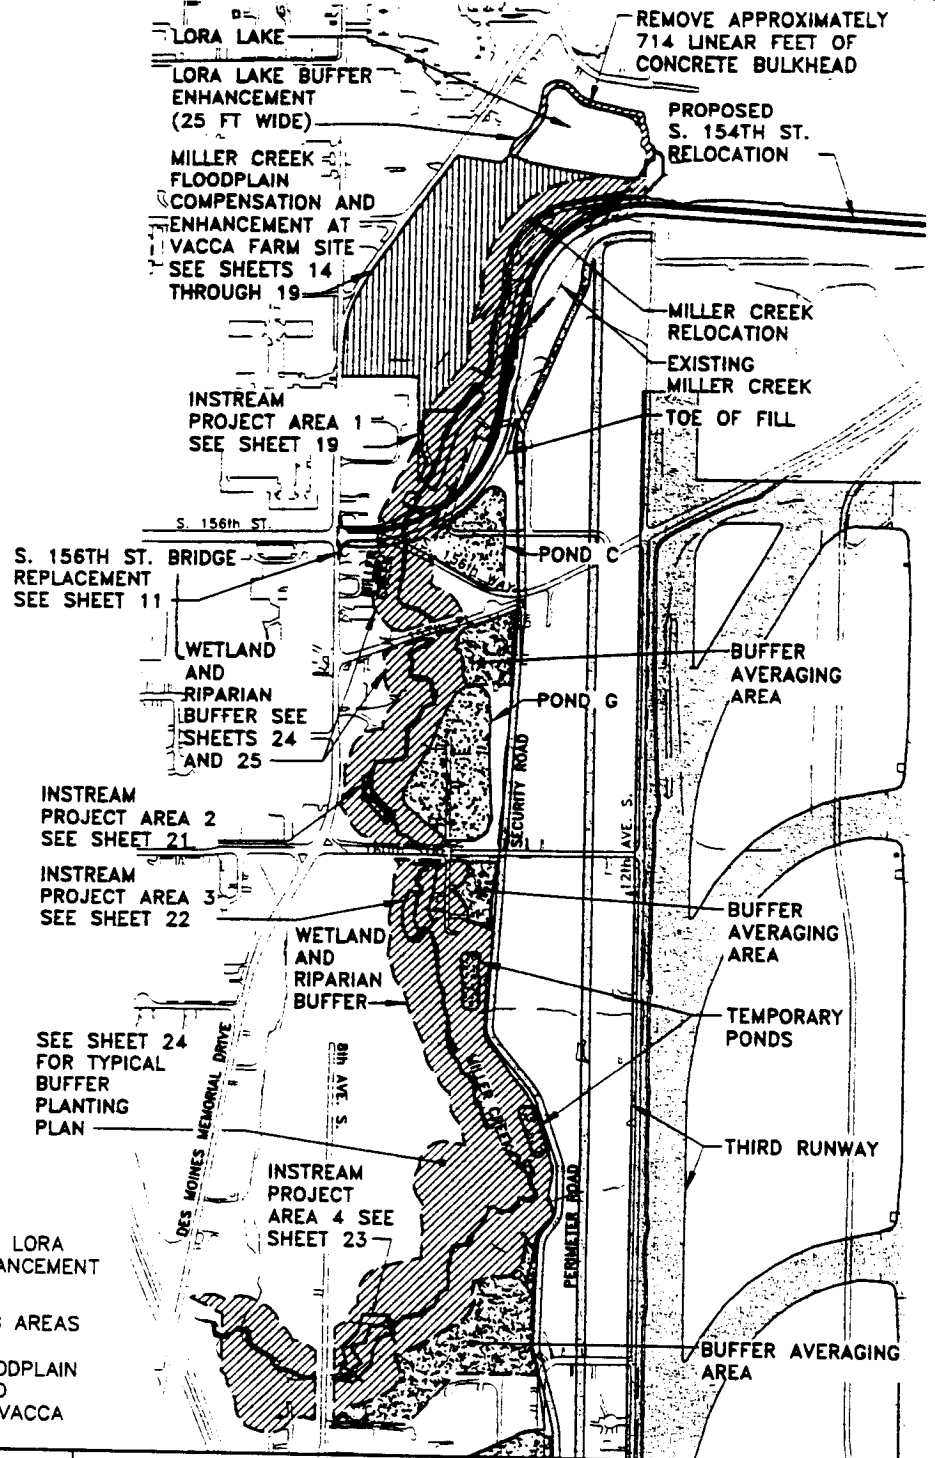 LORA LAKE
REMOVE APPROXIMATELY
714 LINEAR FEET OF
CONCRETE BULKHEAD
LORA LAKE BUFFER
ENHANCEMENT
(25 FT WIDE)
PROPOSED
S. 154TH ST.
RELOCATION
MILLER CREEK
FLOODPLAIN
COMPENSATION AND
ENHANCEMENT AT
VACCA FARM SITE
SEE SHEETS 14
THROUGH 19
MILLER CREEK
RELOCATION
EXISTING
MILLER CREEK
TOE OF FILL
INSTREAM
PROJECT AREA 1
SEE SHEET 19
S. 156th ST.
S. 156TH ST. BRIDGE
REPLACEMENT
SEE SHEET 11
POND C
WAY
MILLER
WETLAND
AND
RIPARIAN
BUFFER SEE
SHEETS 24
AND 25
BUFFER
AVERAGING
AREA
POND G
SECURITY ROAD
INSTREAM
PROJECT AREA 2
SEE SHEET 21
12th AVE S.
INSTREAM
PROJECT AREA 3
SEE SHEET 22
BUFFER
AVERAGING
AREA
WETLAND
AND
RIPARIAN
BUFFER
TEMPORARY
PONDS
SEE SHEET 24
FOR TYPICAL
BUFFER
PLANTING
PLAN
DES MOINES MEMORIAL DRIVE
8th AVE. S.
MILLER CREEK
THIRD RUNWAY
INSTREAM
PROJECT
AREA 4 SEE
SHEET 23
PERIMETER ROAD
LORA
ANCEMENT
AREAS
ODPLAIN
VACCA
BUFFER AVERAGING
AREA